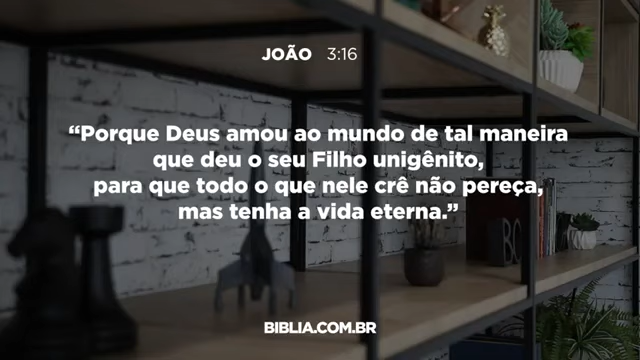 JOÃO 3:16
“Porque Deus amou ao mundo de tal maneira
que deu o seu Filho unigênito,
para que todo o que nele crê não pereça,
mas tenha a vida eterna.”
BIBLIA.COM.BR